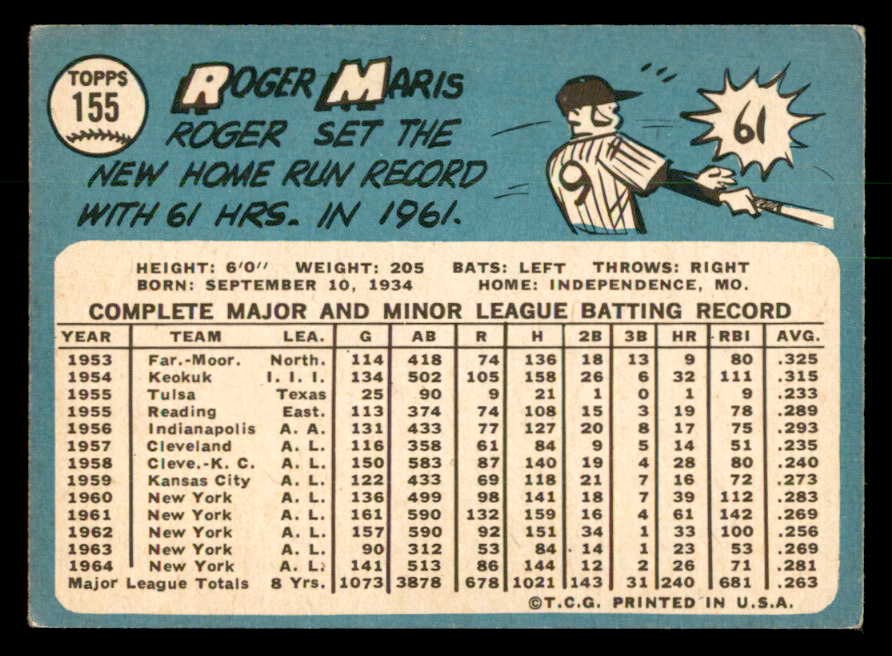 TOPPS
155
ROGER MARIS
ROGER SET THE
NEW HOME RUN RECORD
WITH 61 HRS. IN 1961.
61
9
HEIGHT: 6'0" WEIGHT: 205 BATS: LEFT THROWS: RIGHT
BORN: SEPTEMBER 10, 1934 HOME: INDEPENDENCE, MO.
COMPLETE MAJOR AND MINOR LEAGUE BATTING RECORD
YEAR TEAM LEA. G AB R H 2B 3B HR RBI AVG.
1953 Far.-Moor. North. 114 418 74 136 18 13 9 80 .325
1954 Keokuk I. I. I. 134 502 105 158 26 6 32 111 .315
1955 Tulsa Texas 25 90 9 21 1 0 1 9 .233
1955 Reading East. 113 374 74 108 15 3 19 78 .289
1956 Indianapolis A. A. 131 433 77 127 20 8 17 75 .293
1957 Cleveland A. L. 116 358 61 84 9 5 14 51 .235
1958 Cleve.-K. C. A. L. 150 583 87 140 19 4 28 80 .240
1959 Kansas City A. L. 122 433 69 118 21 7 16 72 .273
1960 New York A. L. 136 499 98 141 18 7 39 112 .283
1961 New York A. L. 161 590 132 159 16 4 61 142 .269
1962 New York A. L. 157 590 92 151 34 1 33 100 .256
1963 New York A. L. 90 312 53 84 14 1 23 53 .269
1964 New York A. L. 141 513 86 144 12 2 26 71 .281
Major League Totals 8 Yrs. 1073 3878 678 1021 143 31 240 681 .263
©T.C.G. PRINTED IN U.S.A.